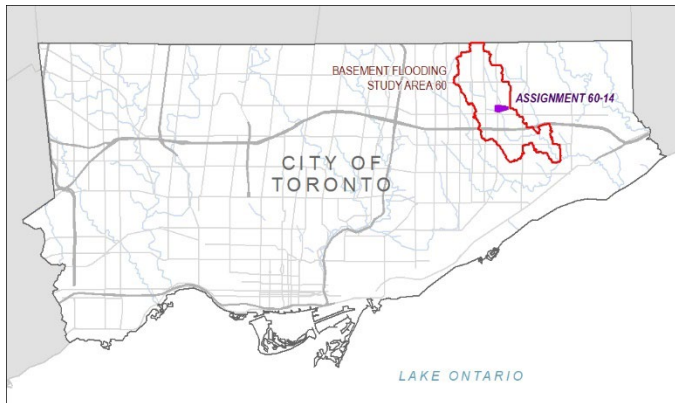 BASEMENT FLOODING
STUDY AREA 60
ASSIGNMENT 60-14
CITY OF
TORONTO
LAKE ONTARIO